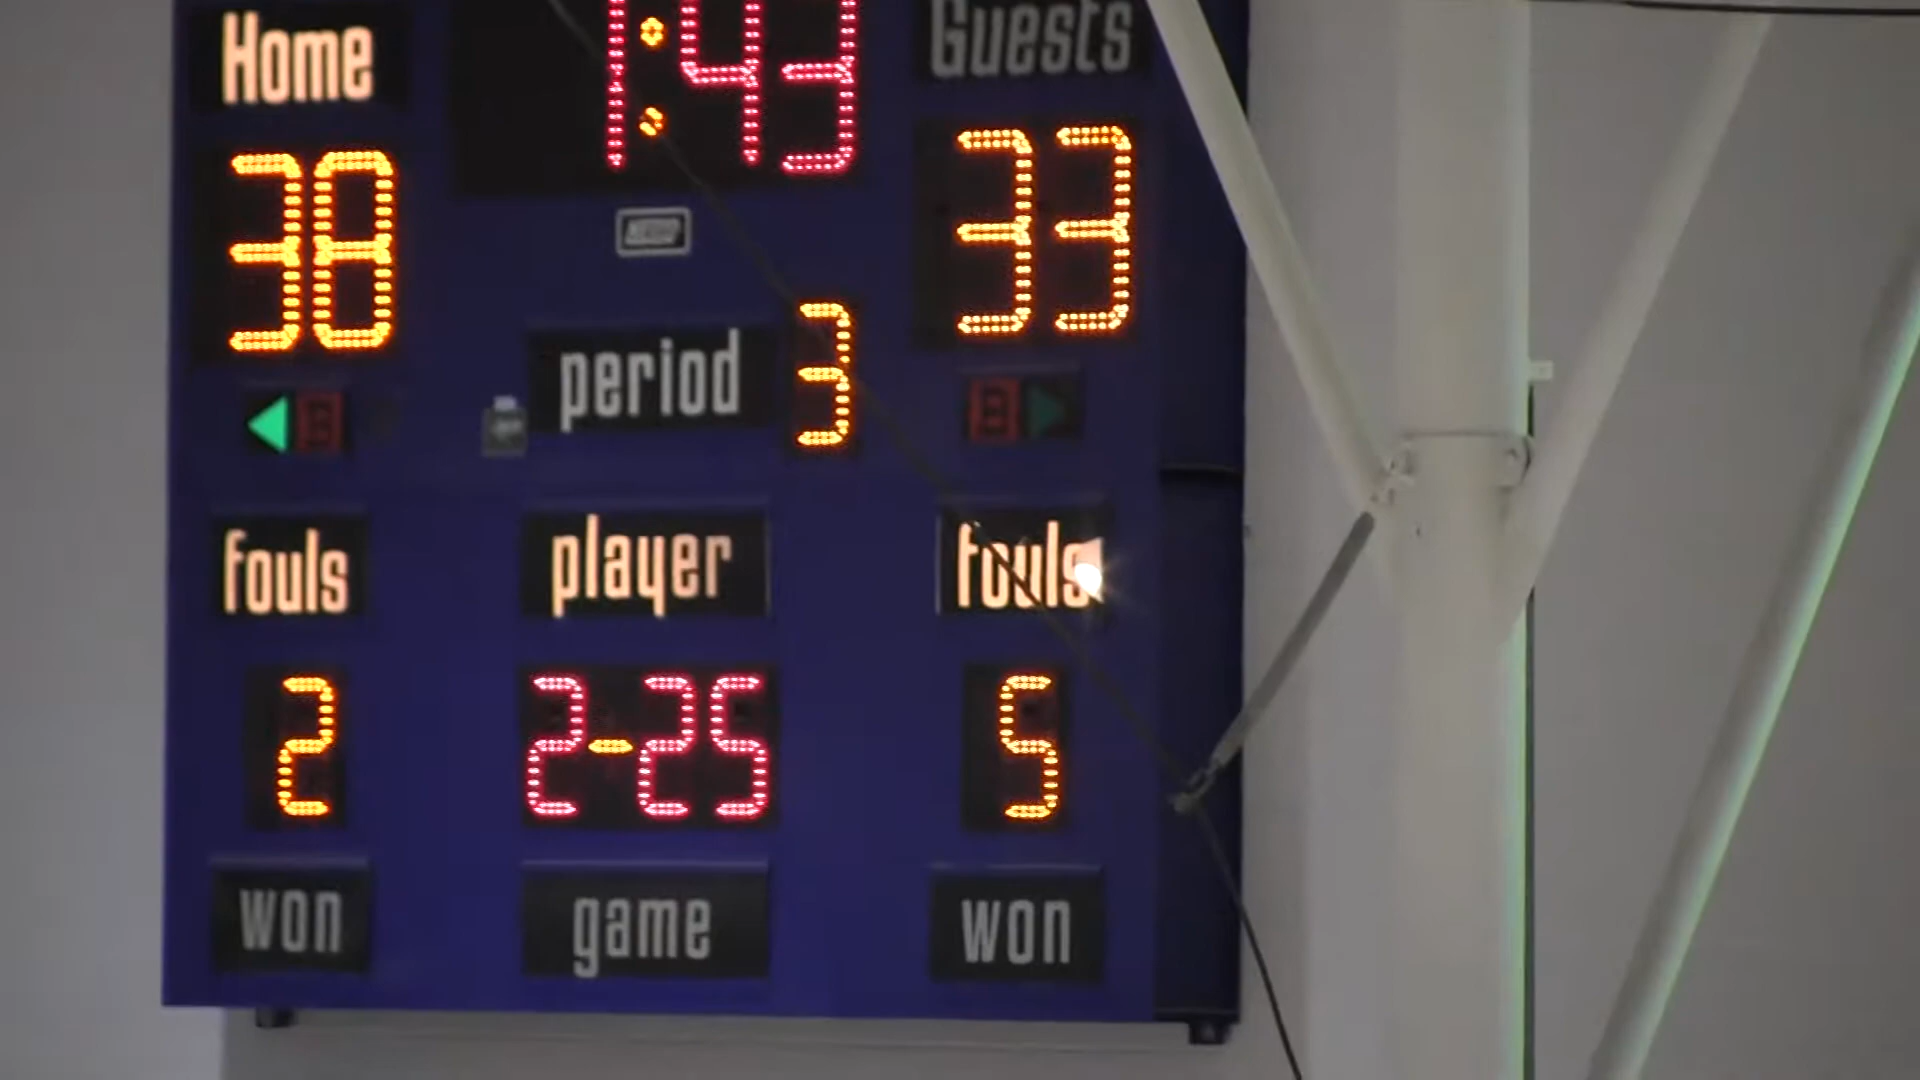 Home 1:43 Guests
38 33
period 3
B B
fouls player fouls
2 2-25 5
won game won